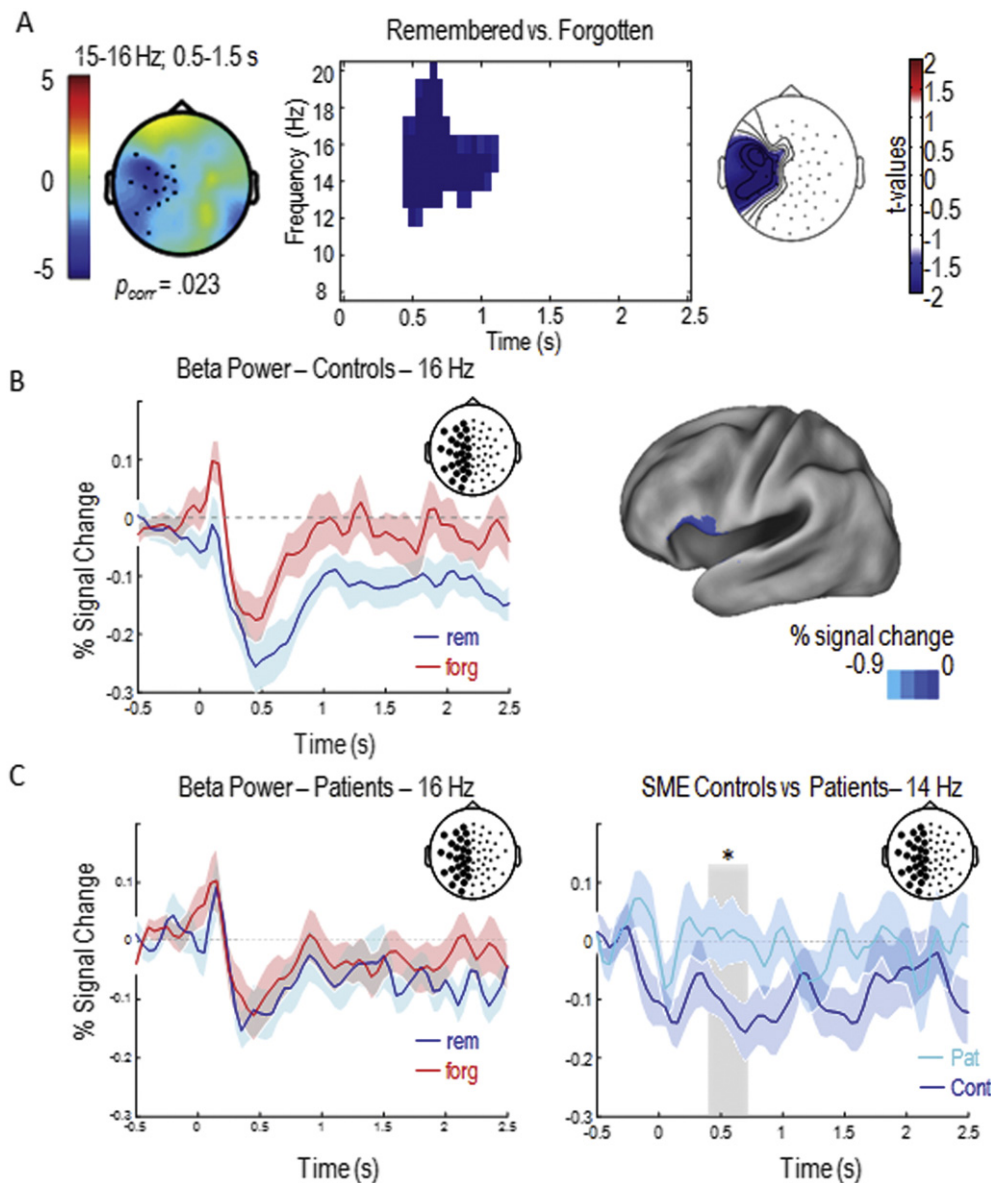 A
15-16 Hz; 0.5-1.5 s
5
0
-5
pcorr = .023
Remembered vs. Forgotten
Frequency (Hz)
20
18
16
14
12
10
8
0 0.5 1 1.5 2 2.5
Time (s)
2
1.5
1
0.5
0
-0.5
-1
-1.5
-2
t-values
B
Beta Power – Controls – 16 Hz
% Signal Change
0.1
0
-0.1
-0.2
-0.3
rem
forg
-0.5 0 0.5 1 1.5 2 2.5
Time (s)
% signal change
-0.9 0
C
Beta Power – Patients – 16 Hz
% Signal Change
0.1
0
-0.1
-0.3
rem
forg
-0.5 0 0.5 1 1.5 2 2.5
Time (s)
SME Controls vs Patients– 14 Hz
*
0.1
0
-0.1
-0.3
Pat
Cont
-0.5 0 0.5 1 1.5 2 2.5
Time (s)